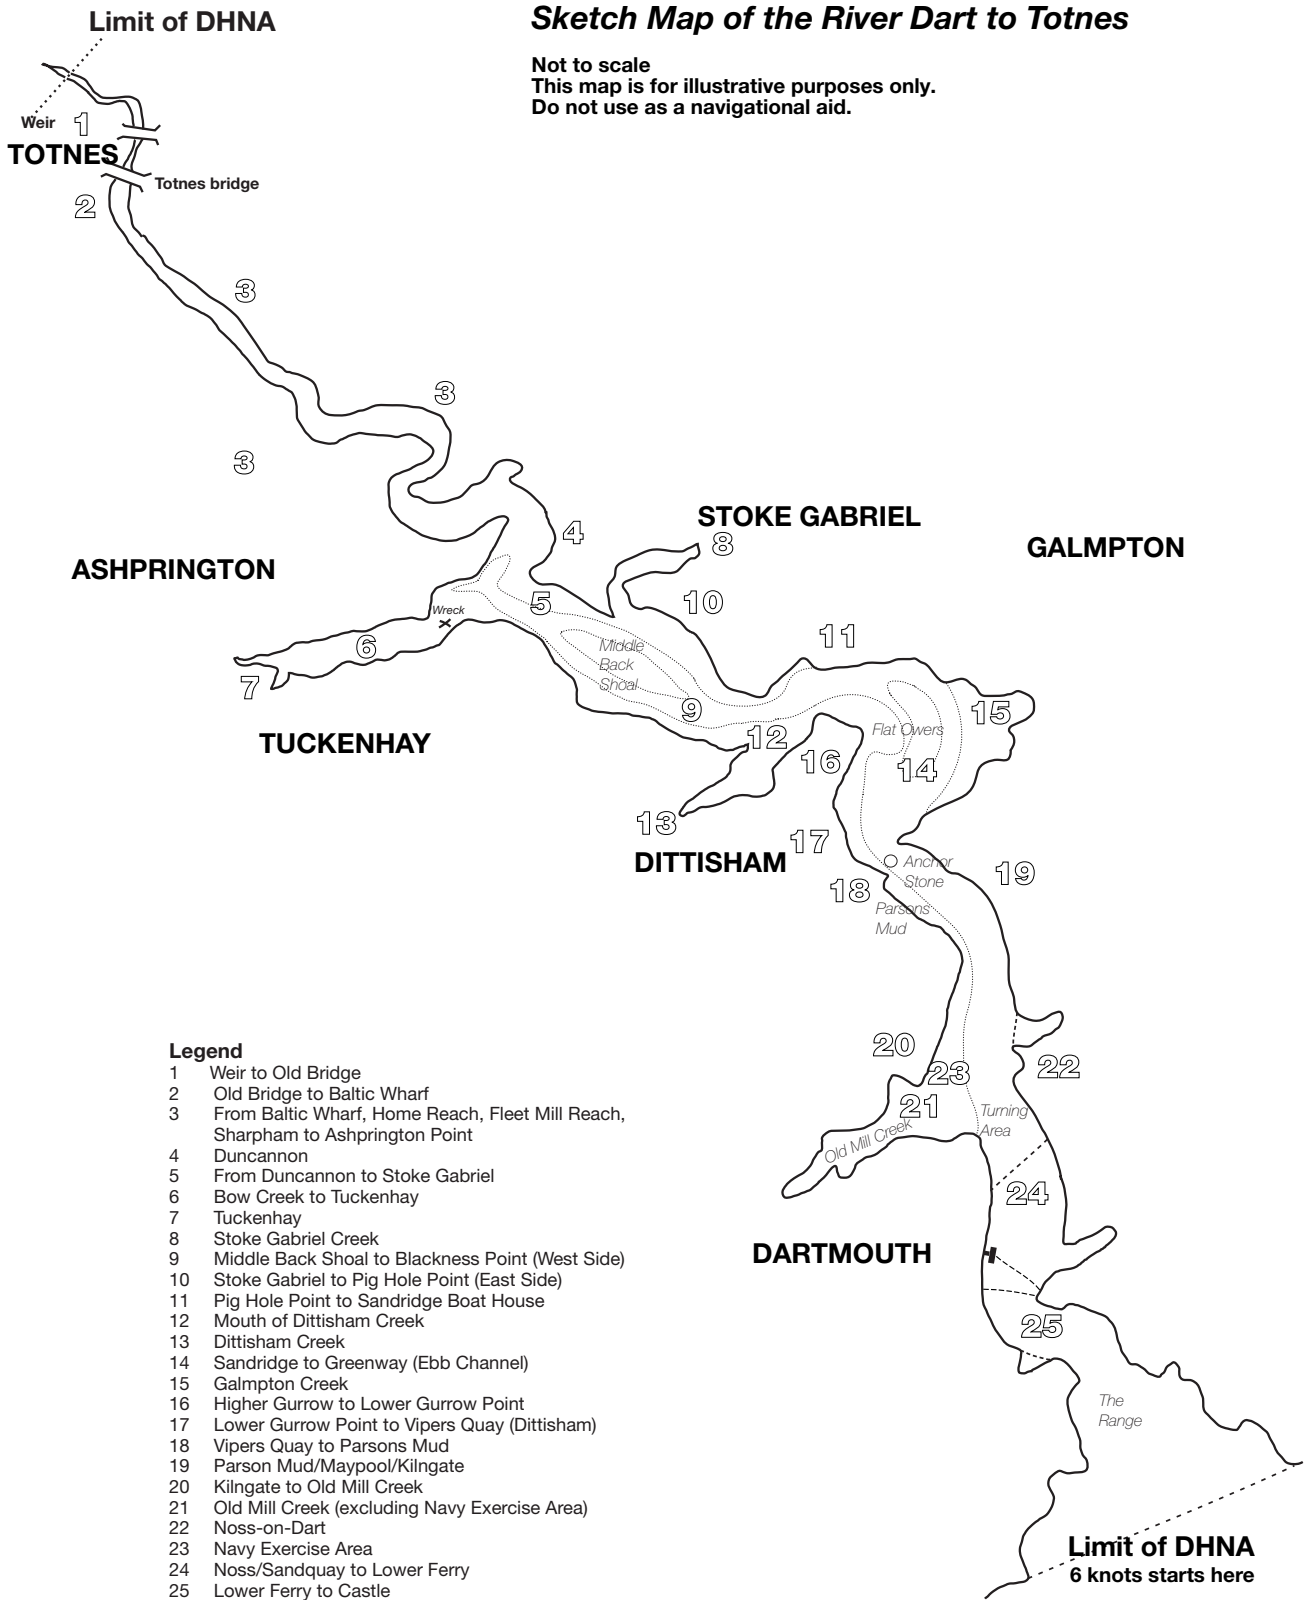 Limit of DHNA
Sketch Map of the River Dart to Totnes
Not to scale
This map is for illustrative purposes only.
Do not use as a navigational aid.
Weir
1
TOTNES
Totnes bridge
2
3
3
3
STOKE GABRIEL
4
8
GALMPTON
ASHPRINGTON
5
10
Wreck
6
11
Middle
Back
Shoal
7
9
15
Flat Owers
TUCKENHAY
12
16
14
13
17
DITTISHAM
Anchor
Stone
19
18
Parsons
Mud
20
23
22
21
Turning
Area
Old Mill Creek
24
DARTMOUTH
25
The
Range
Limit of DHNA
6 knots starts here
Legend
1 Weir to Old Bridge
2 Old Bridge to Baltic Wharf
3 From Baltic Wharf, Home Reach, Fleet Mill Reach,
Sharpham to Ashprington Point
4 Duncannon
5 From Duncannon to Stoke Gabriel
6 Bow Creek to Tuckenhay
7 Tuckenhay
8 Stoke Gabriel Creek
9 Middle Back Shoal to Blackness Point (West Side)
10 Stoke Gabriel to Pig Hole Point (East Side)
11 Pig Hole Point to Sandridge Boat House
12 Mouth of Dittisham Creek
13 Dittisham Creek
14 Sandridge to Greenway (Ebb Channel)
15 Galmpton Creek
16 Higher Gurrow to Lower Gurrow Point
17 Lower Gurrow Point to Vipers Quay (Dittisham)
18 Vipers Quay to Parsons Mud
19 Parson Mud/Maypool/Kilngate
20 Kilngate to Old Mill Creek
21 Old Mill Creek (excluding Navy Exercise Area)
22 Noss-on-Dart
23 Navy Exercise Area
24 Noss/Sandquay to Lower Ferry
25 Lower Ferry to Castle